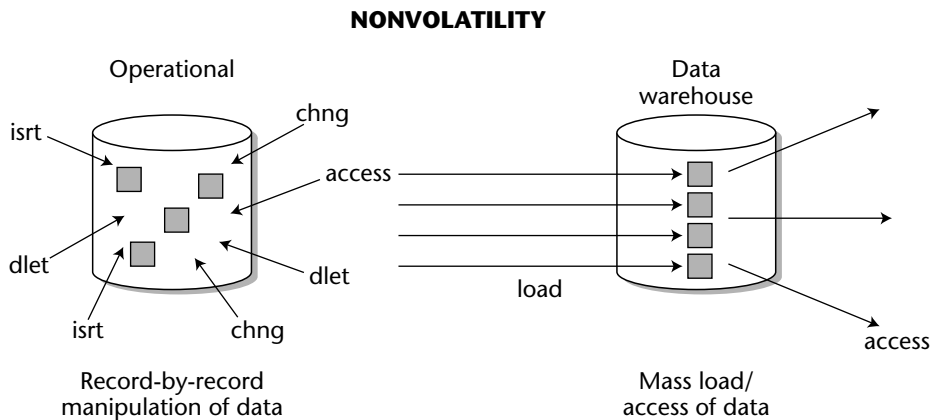 NONVOLATILITY
Operational
isrt
chng
access
dlet
isrt
chng
dlet
Record-by-record
manipulation of data
Data
warehouse
load
access
Mass load/
access of data